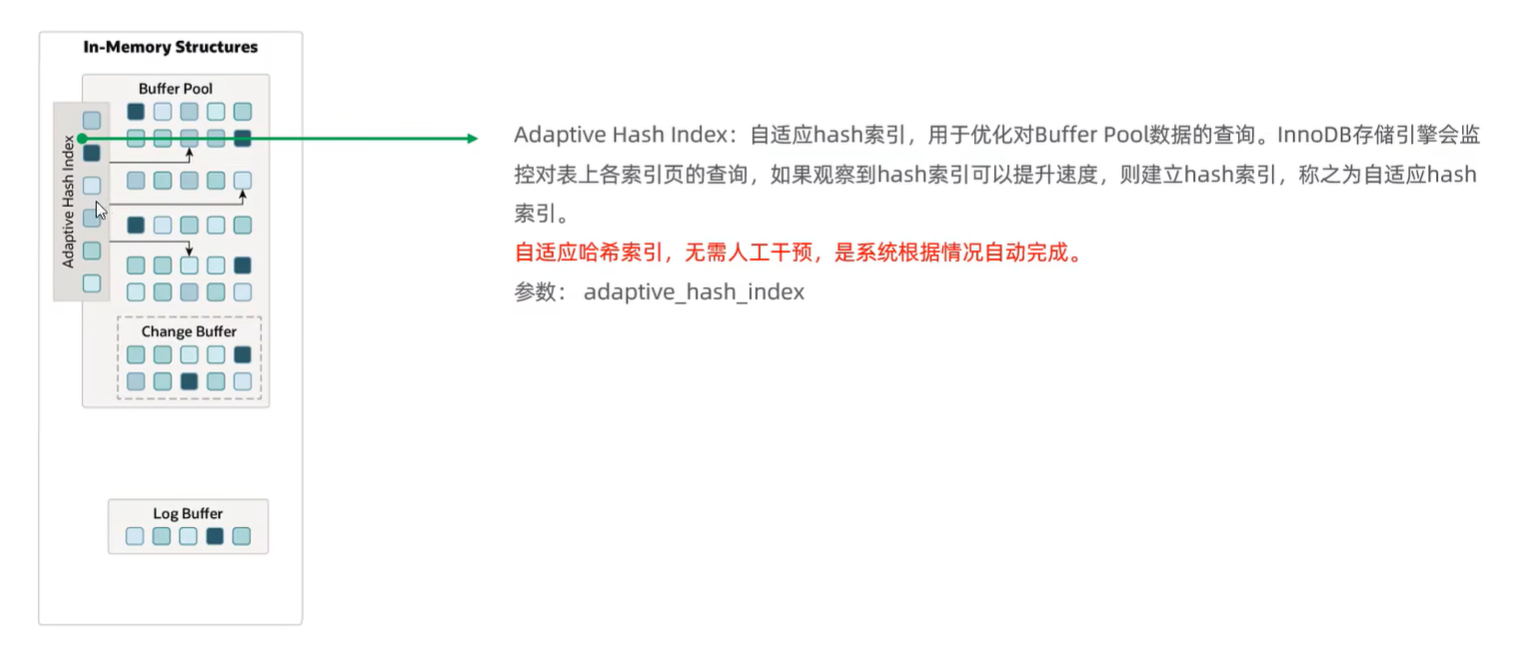 In-Memory Structures
Buffer Pool
Adaptive Hash Index
Change Buffer
Log Buffer
Adaptive Hash Index：自适应hash索引，用于优化对Buffer Pool数据的查询。InnoDB存储引擎会监
控对表上各索引页的查询，如果观察到hash索引可以提升速度，则建立hash索引，称之为自适应hash
索引。
自适应哈希索引，无需人工干预，是系统根据情况自动完成。
参数： adaptive_hash_index